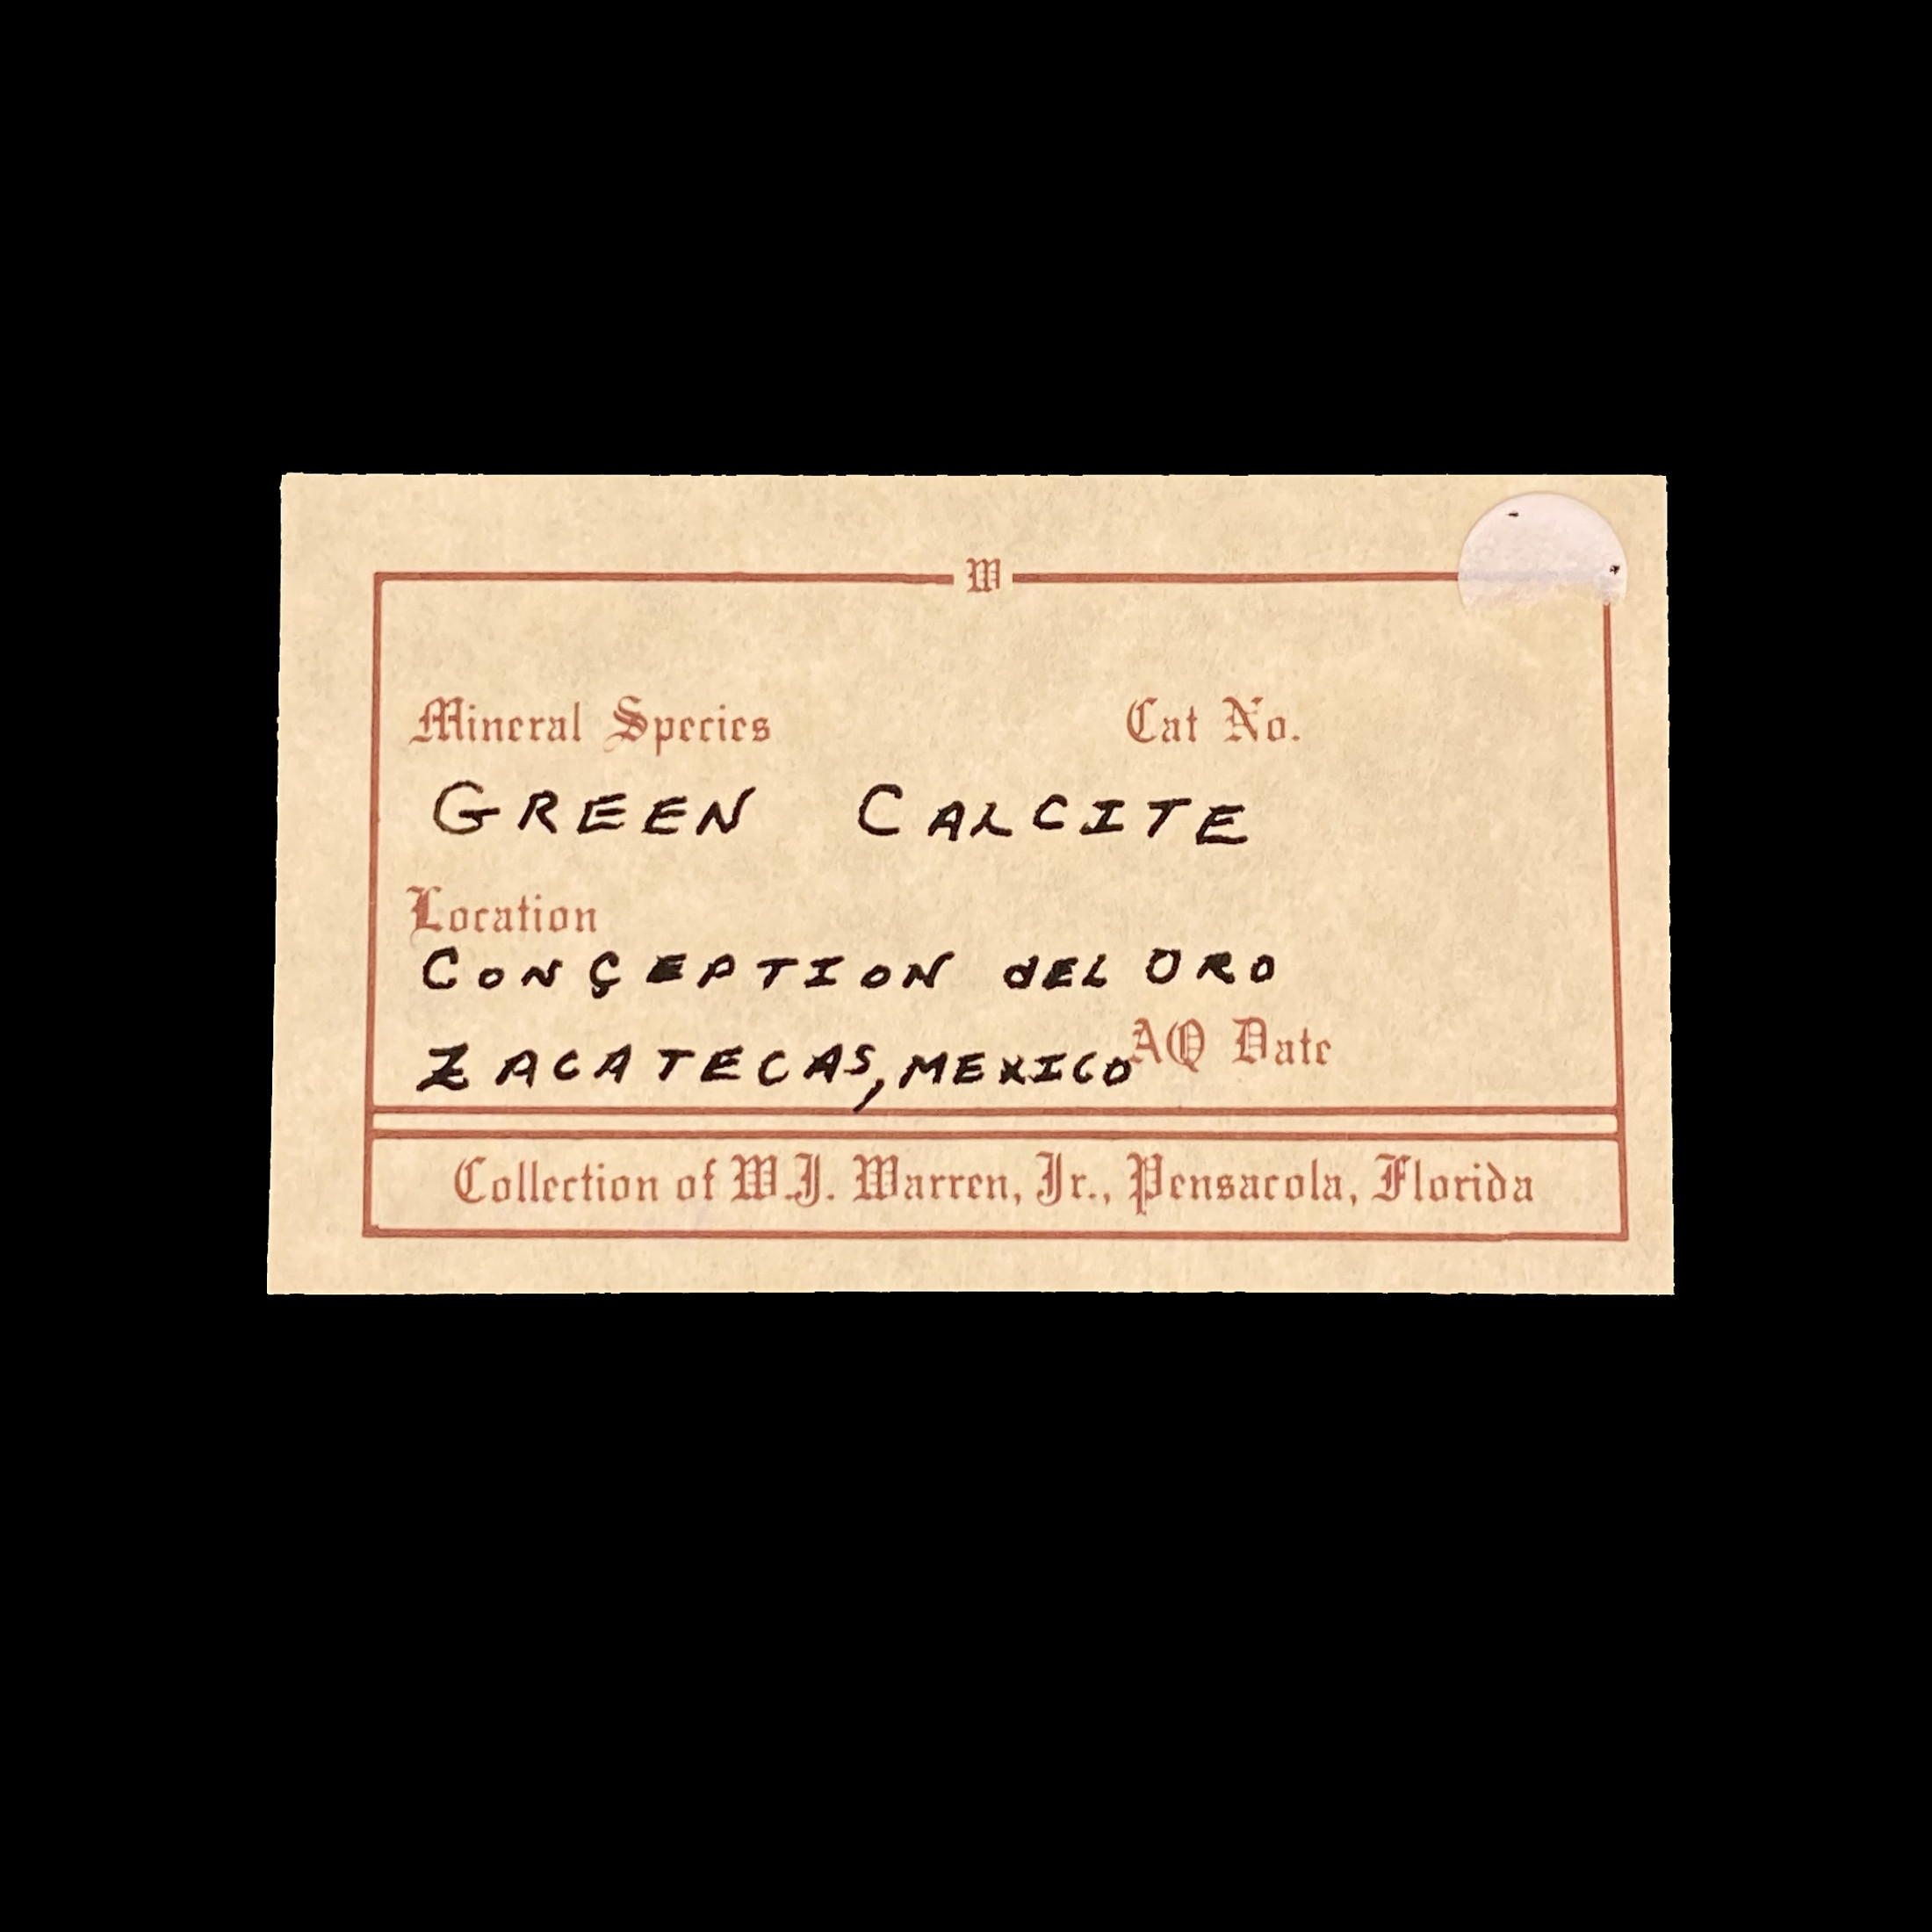 W
Mineral Species Cat No.
GREEN CALCITE
Location
CONCEPTION dEL ORO
ZACATECAS, MEXICO AQ Date
Collection of W.J. Warren, Jr., Pensacola, Florida